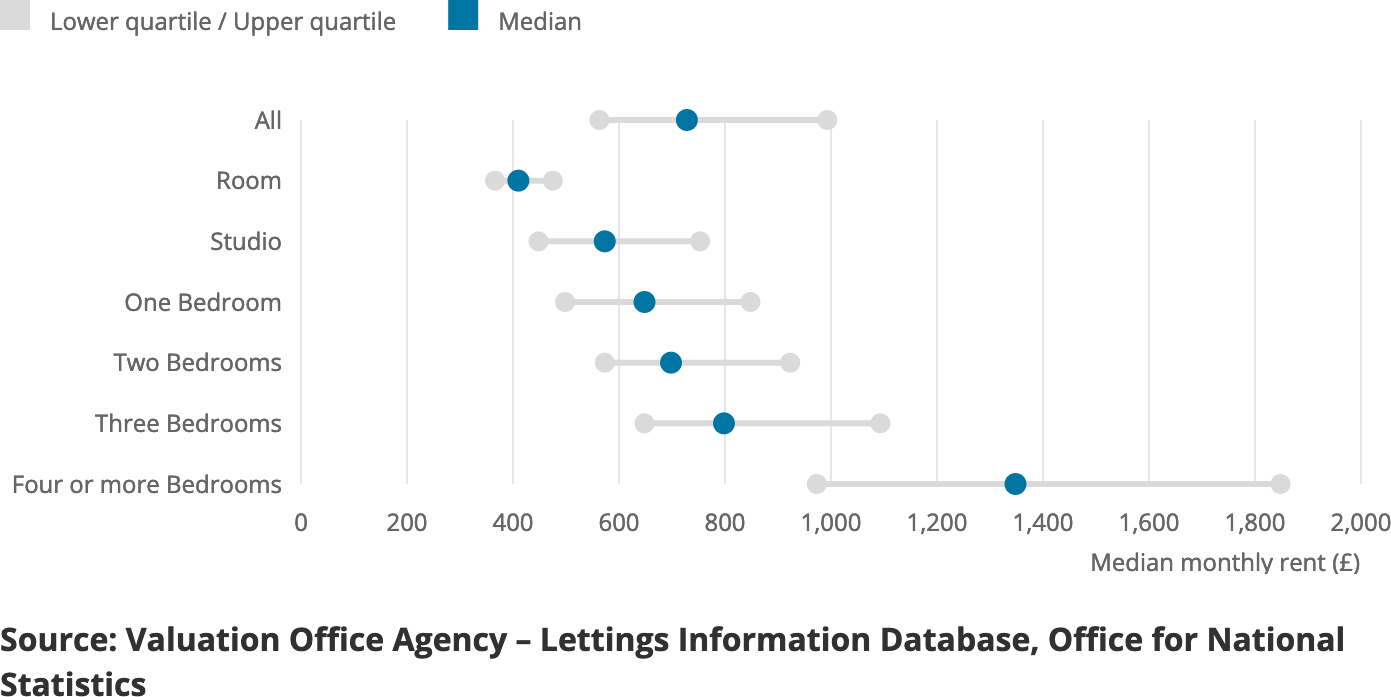 Lower quartile / Upper quartile
Median
All
Room
Studio
One Bedroom
Two Bedrooms
Three Bedrooms
Four or more Bedrooms
0 200 400 600 800 1,000 1,200 1,400 1,600 1,800 2,000
Median monthly rent (£)
Source: Valuation Office Agency – Lettings Information Database, Office for National
Statistics